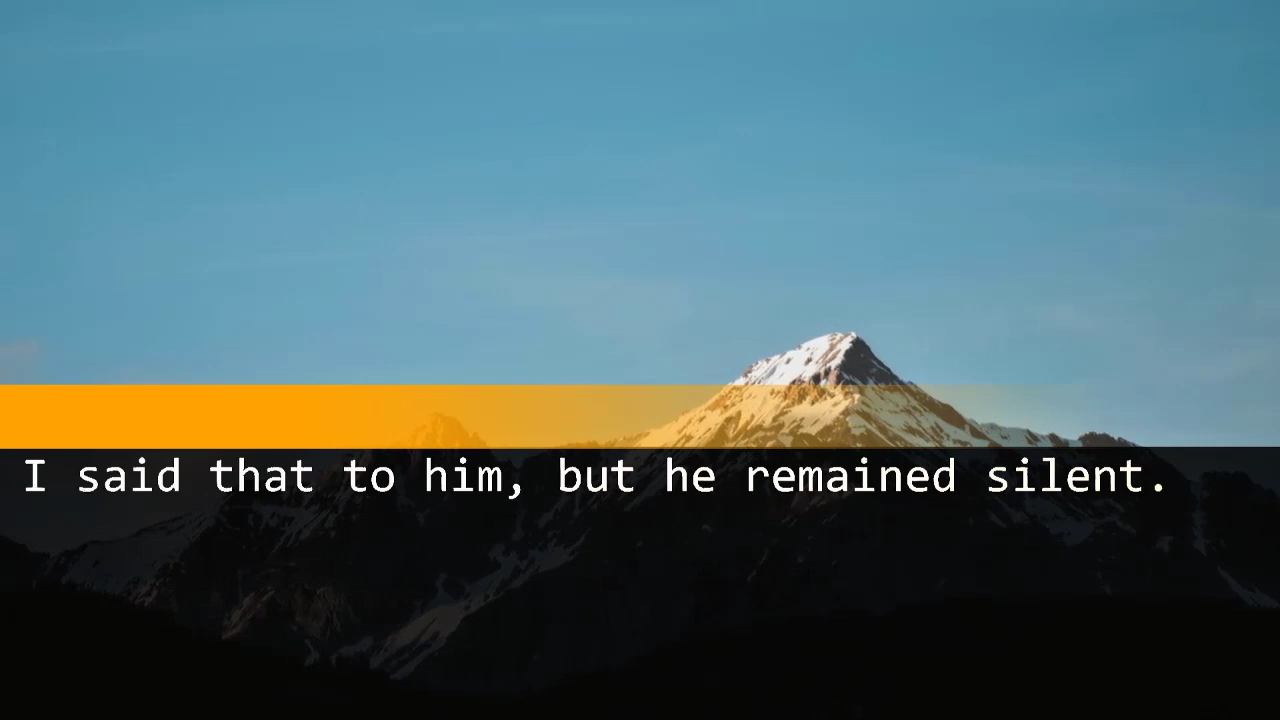 I said that to him, but he remained silent.